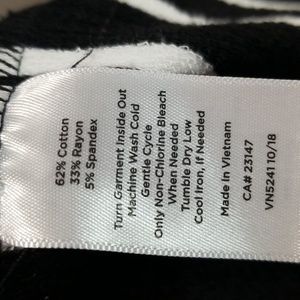 62% Cotton
33% Rayon
5% Spandex
Turn Garment Inside Out
Machine Wash Cold
Gentle Cycle
Only Non-Chlorine Bleach
When Needed
Tumble Dry Low
Cool Iron, If Needed
Made In Vietnam
CA# 23147
VN524110/18